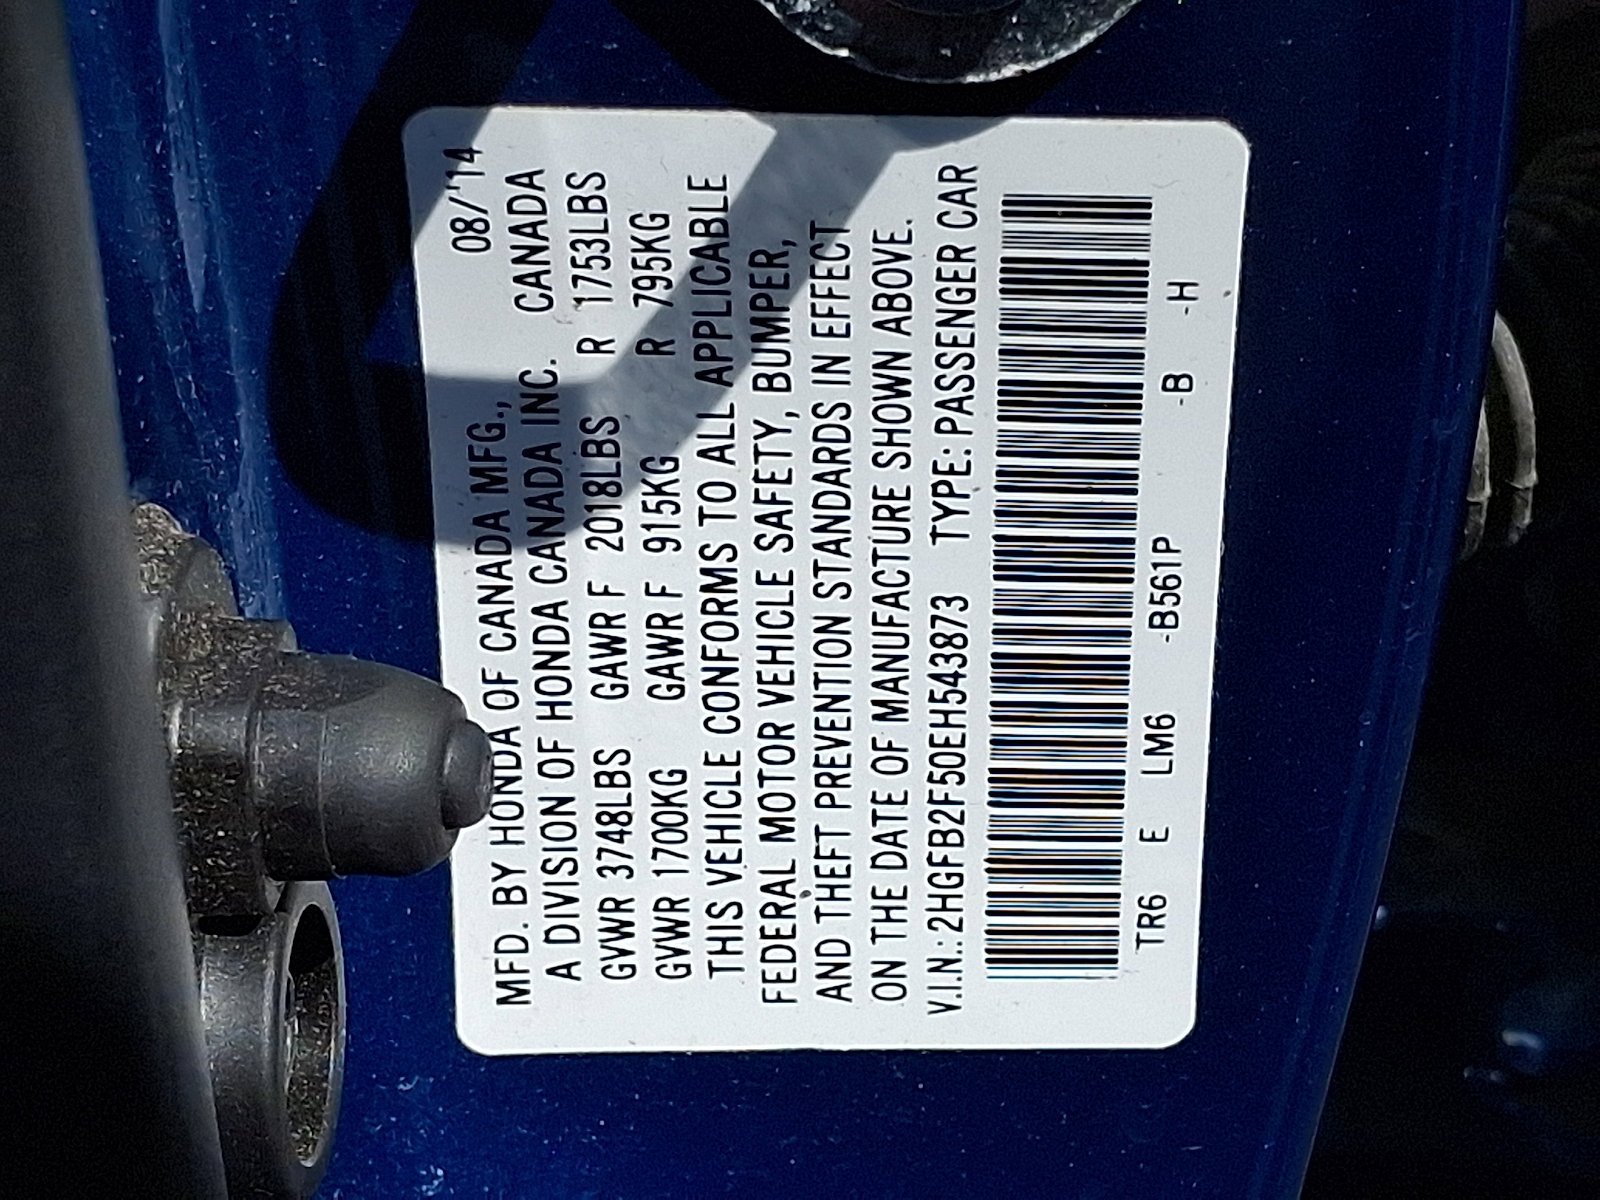 MFD. BY HONDA OF CANADA MFG., 08/'14
A DIVISION OF HONDA CANADA INC. CANADA
GVWR 3748LBS GAWR F 2018LBS R 1753LBS
GVWR 1700KG GAWR F 915KG R 795KG
THIS VEHICLE CONFORMS TO ALL APPLICABLE
FEDERAL MOTOR VEHICLE SAFETY, BUMPER,
AND THEFT PREVENTION STANDARDS IN EFFECT
ON THE DATE OF MANUFACTURE SHOWN ABOVE.
V.I.N.: 2HGFB2F50EH543873 TYPE: PASSENGER CAR
TR6 E LM6 -B561P -B -H